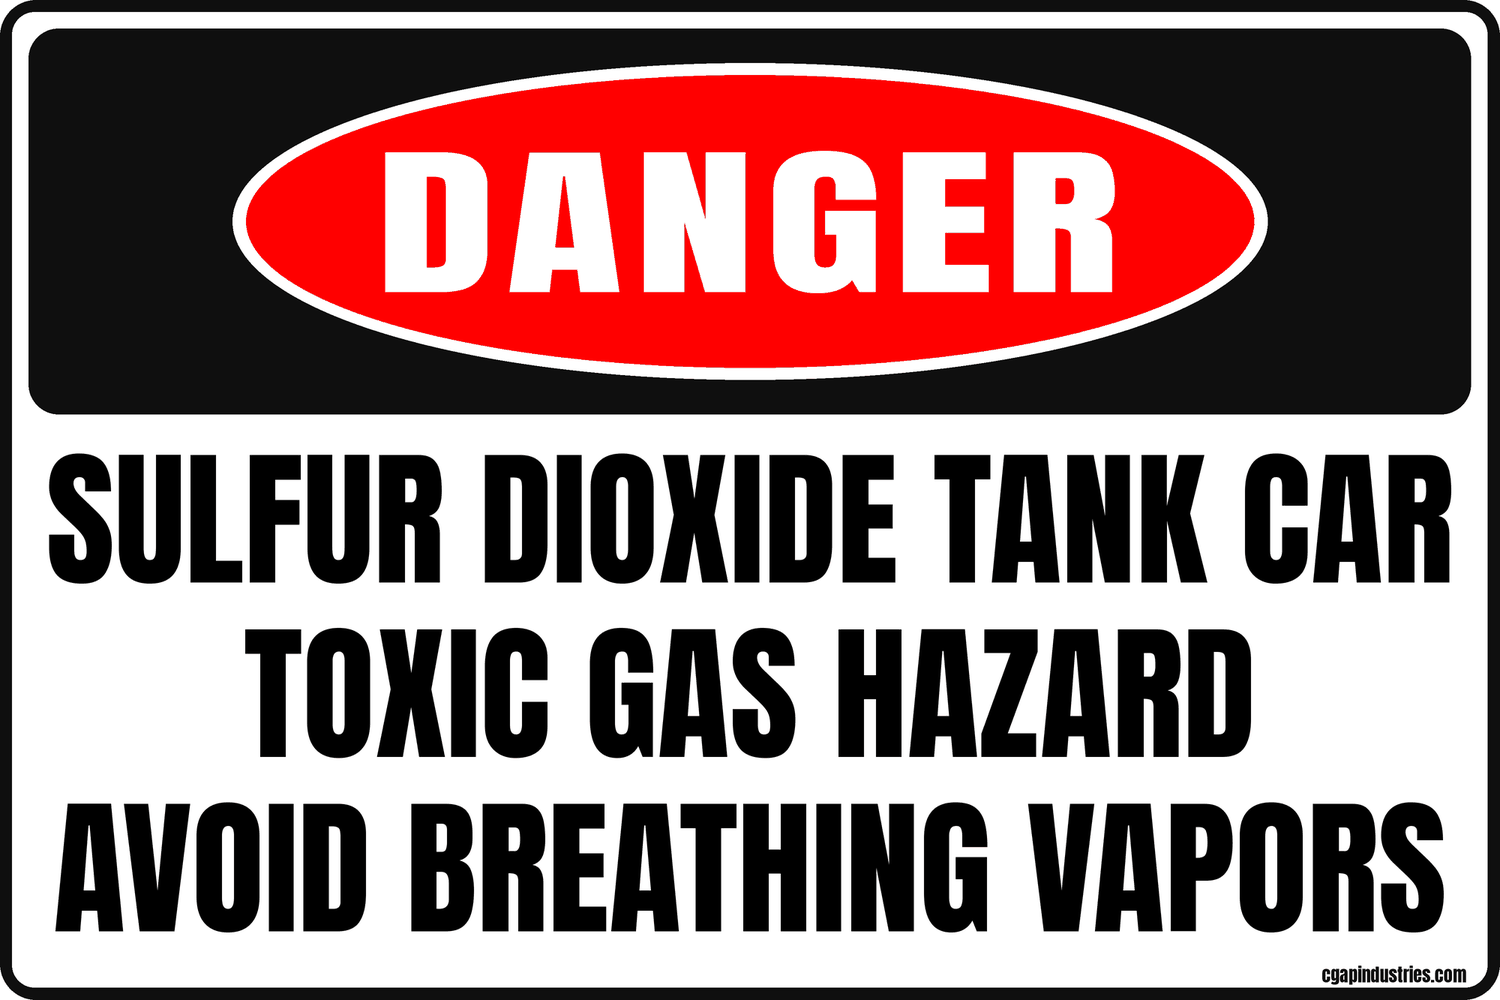 DANGER
SULFUR DIOXIDE TANK CAR
TOXIC GAS HAZARD
AVOID BREATHING VAPORS
cgapindustries.com